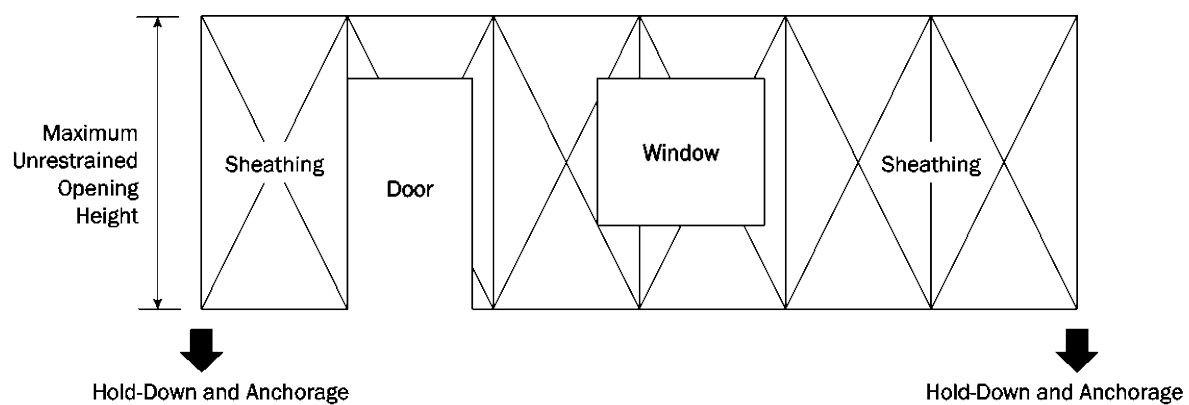 Maximum
Unrestrained
Opening
Height
Sheathing
Door
Window
Sheathing
Hold-Down and Anchorage
Hold-Down and Anchorage